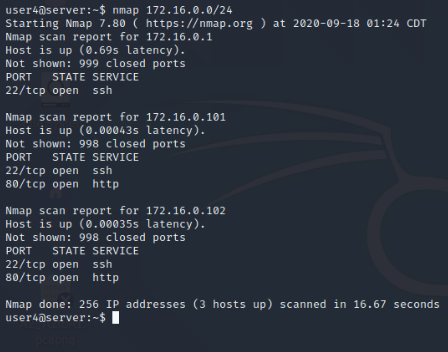 user4@server:~$ nmap 172.16.0.0/24
Starting Nmap 7.80 ( https://nmap.org ) at 2020-09-18 01:24 CDT
Nmap scan report for 172.16.0.1
Host is up (0.69s latency).
Not shown: 999 closed ports
PORT   STATE SERVICE
22/tcp open  ssh

Nmap scan report for 172.16.0.101
Host is up (0.00043s latency).
Not shown: 998 closed ports
PORT   STATE SERVICE
22/tcp open  ssh
80/tcp open  http

Nmap scan report for 172.16.0.102
Host is up (0.00035s latency).
Not shown: 998 closed ports
PORT   STATE SERVICE
22/tcp open  ssh
80/tcp open  http

Nmap done: 256 IP addresses (3 hosts up) scanned in 16.67 seconds
user4@server:~$